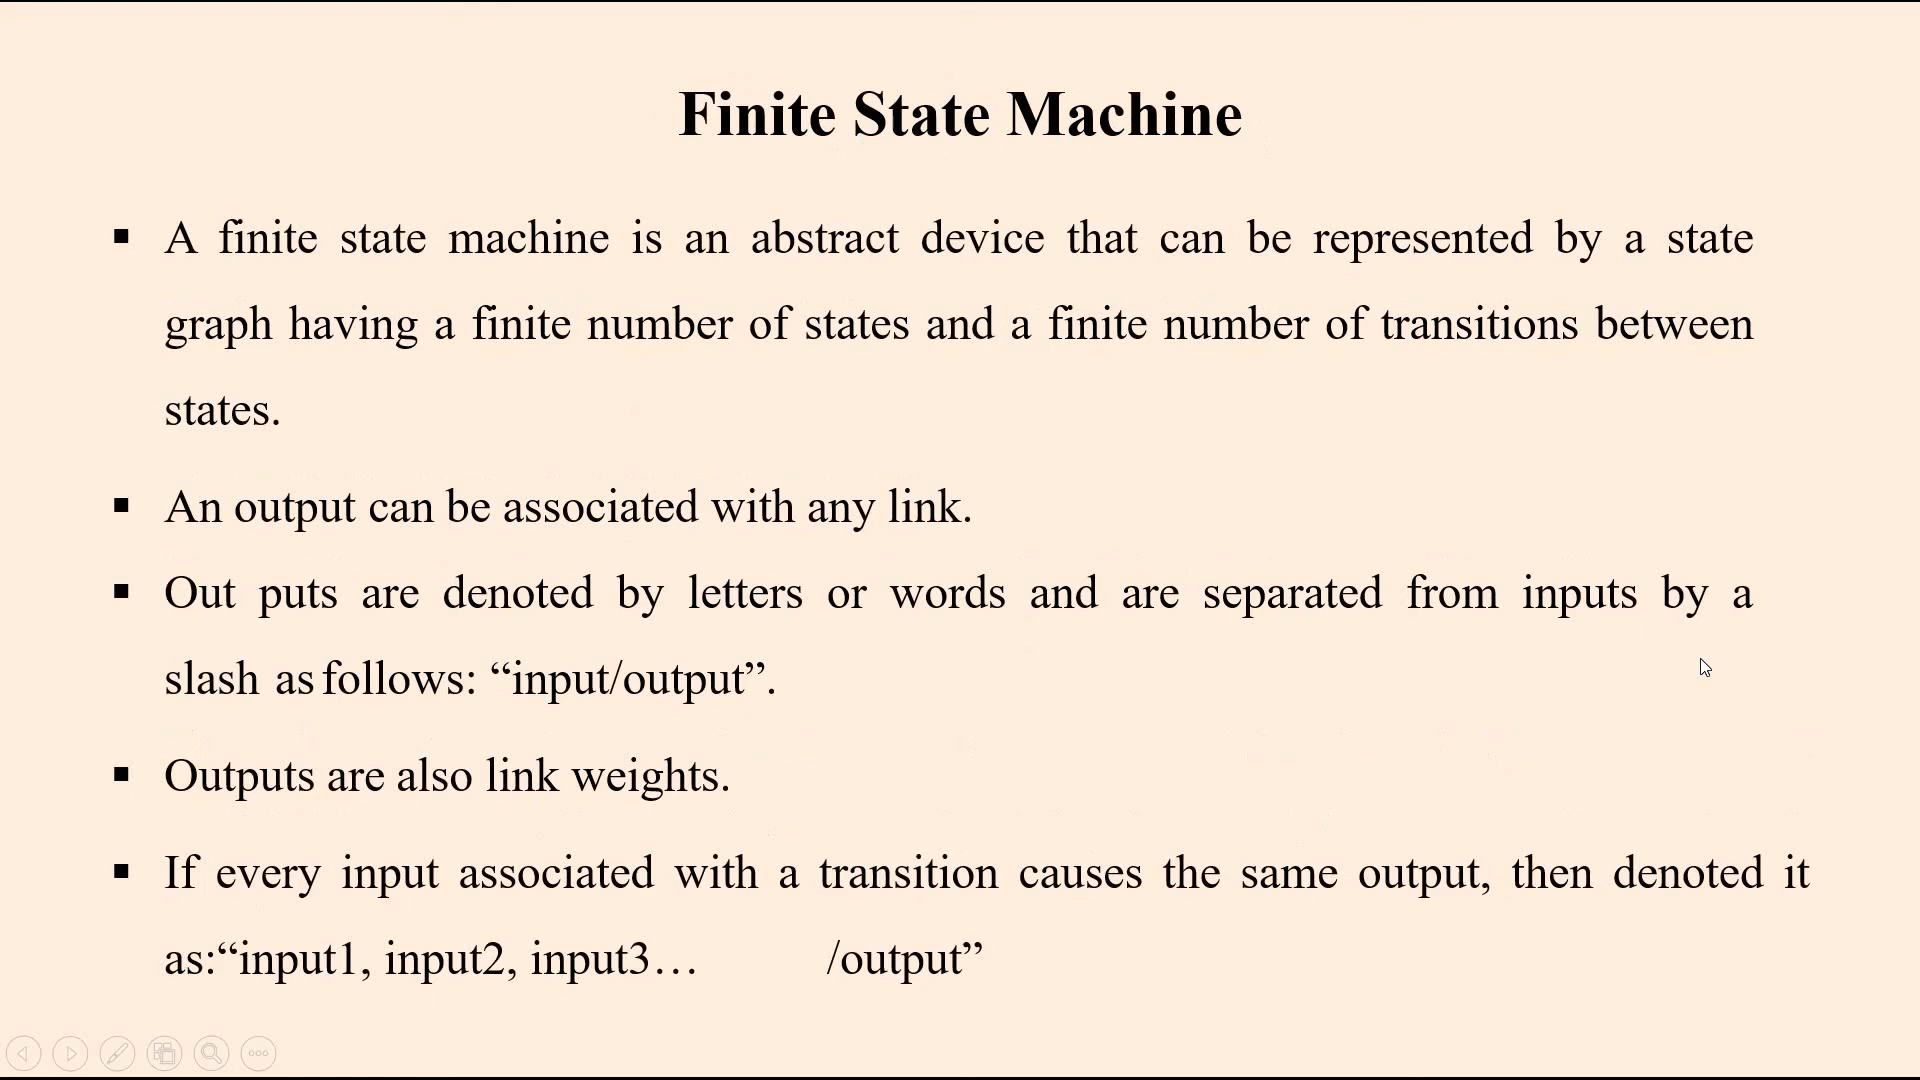 Finite State Machine
▪ A finite state machine is an abstract device that can be represented by a state
graph having a finite number of states and a finite number of transitions between
states.
▪ An output can be associated with any link.
▪ Out puts are denoted by letters or words and are separated from inputs by a
slash as follows: “input/output”.
▪ Outputs are also link weights.
▪ If every input associated with a transition causes the same output, then denoted it
as:“input1, input2, input3… /output”